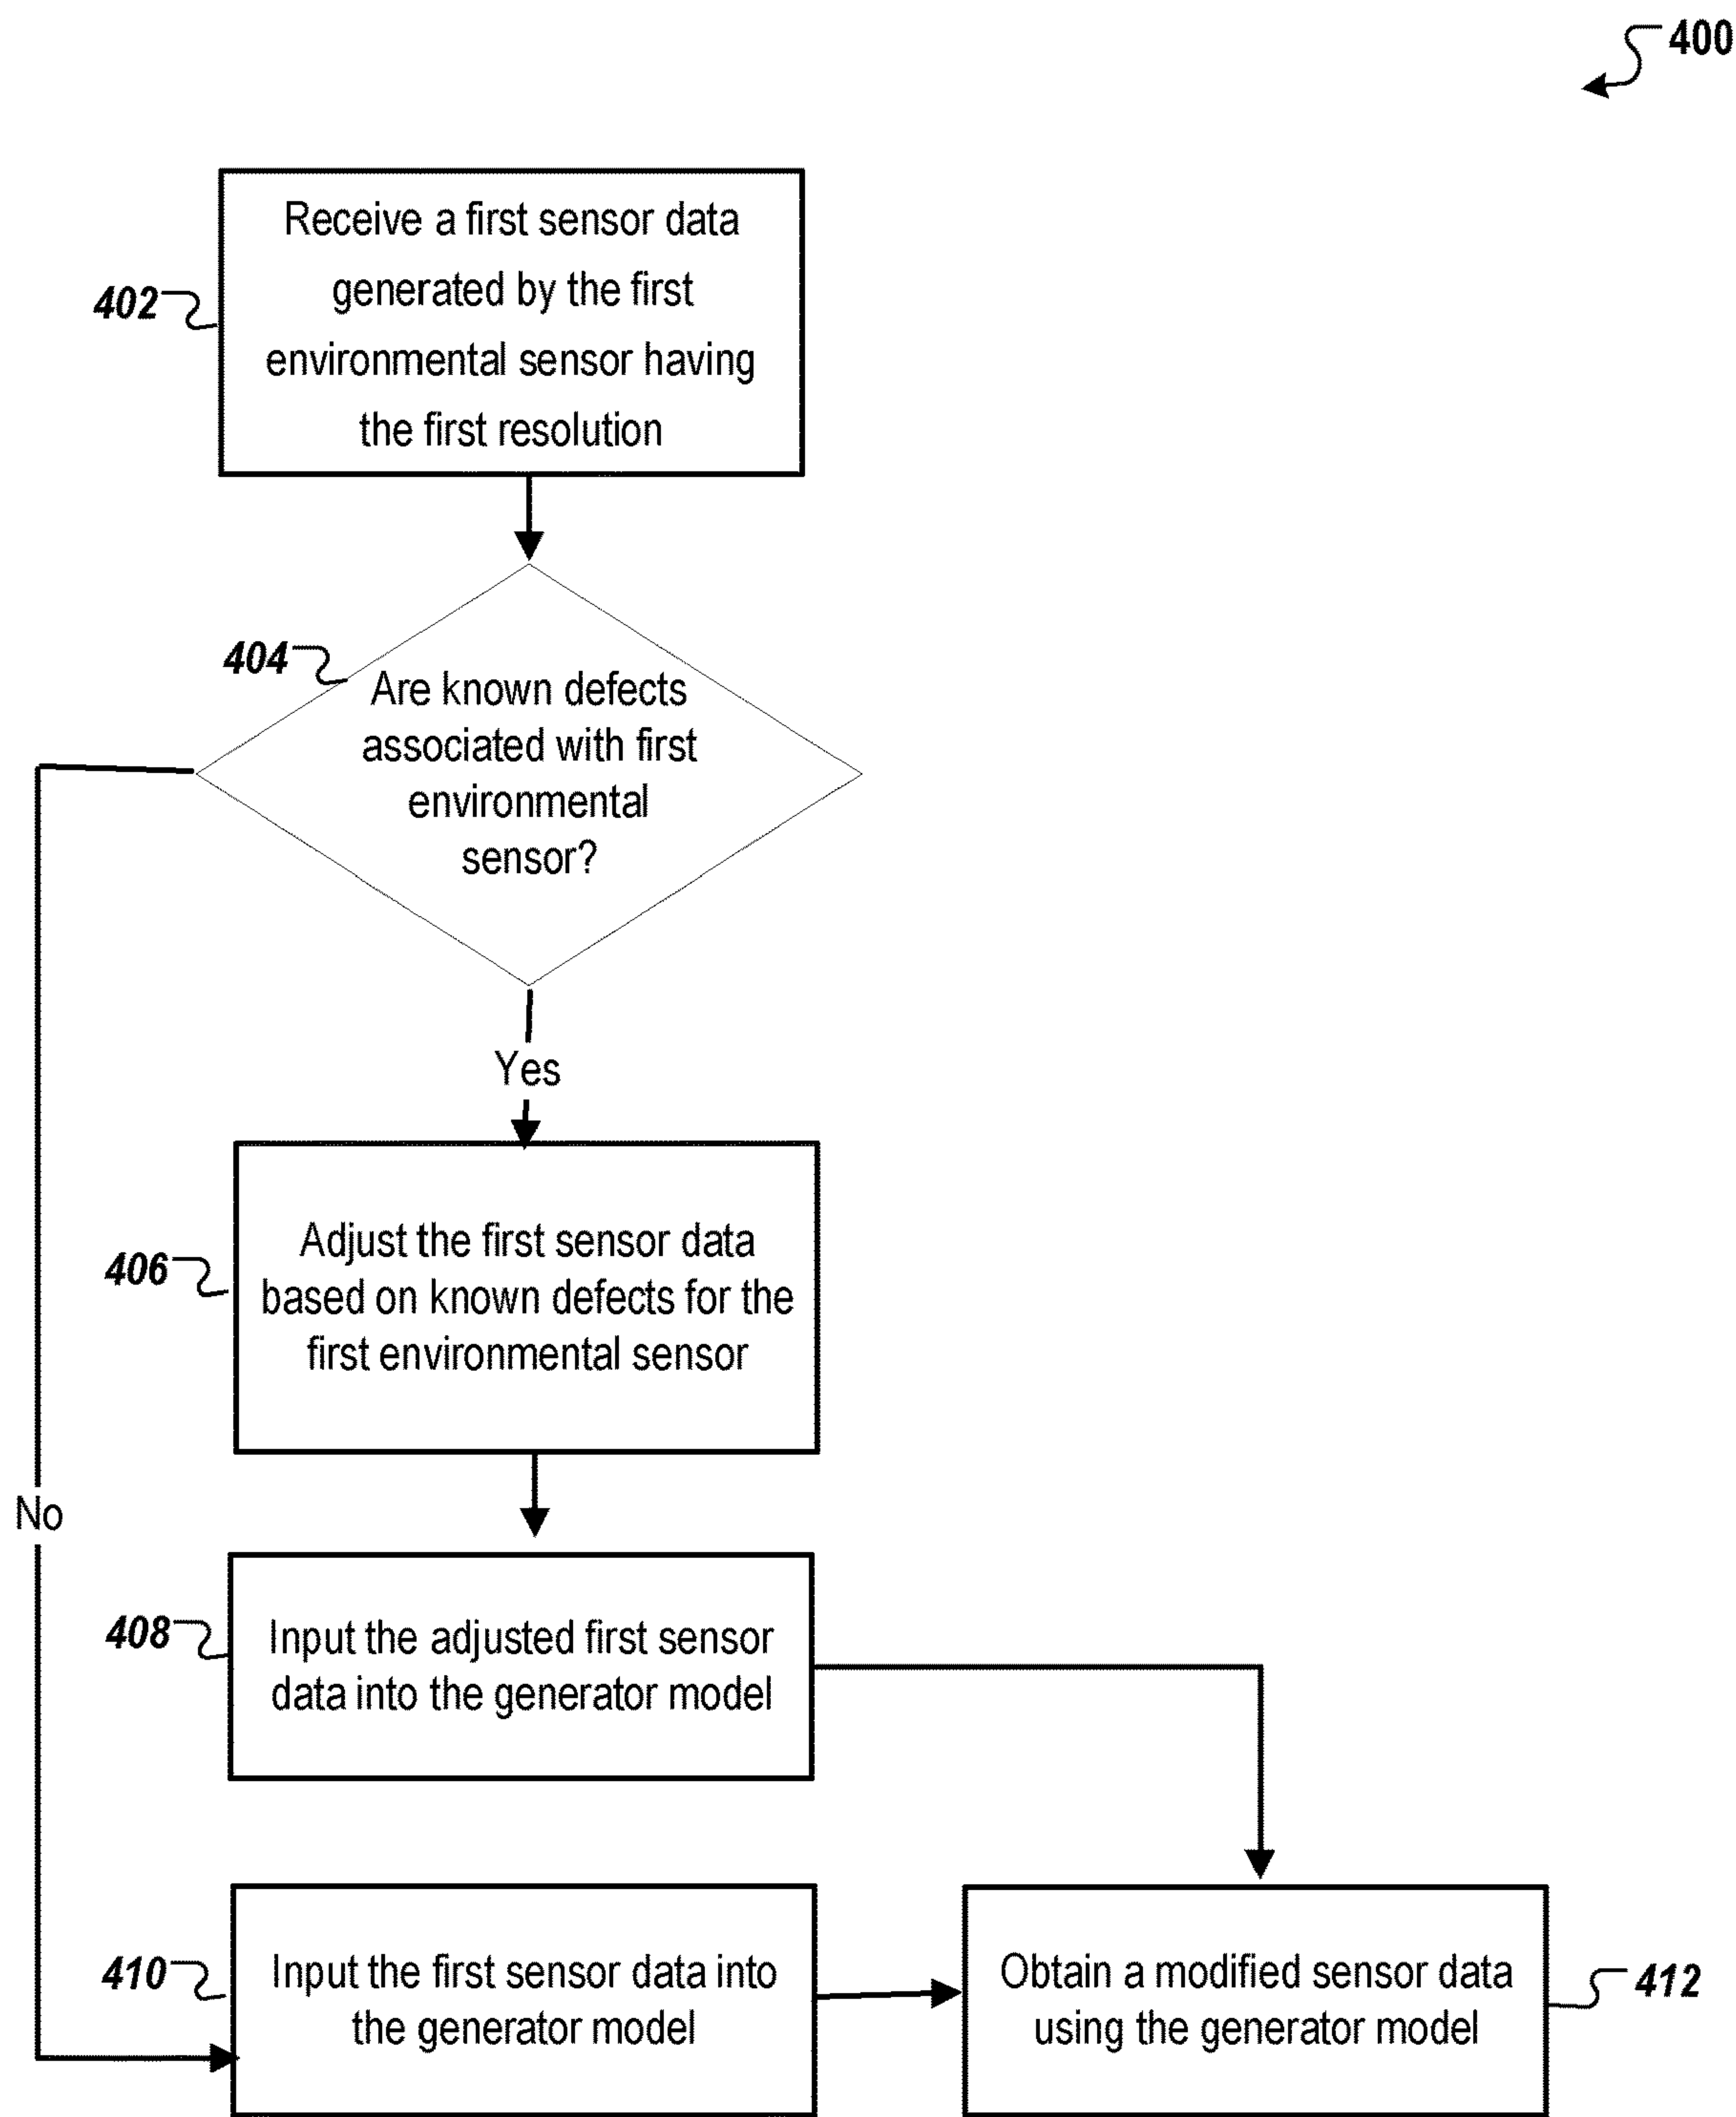 400
Receive a first sensor data
generated by the first
environmental sensor having
the first resolution
402
404
Are known defects
associated with first
environmental
sensor?
Yes
Adjust the first sensor data
based on known defects for the
first environmental sensor
406
No
408
Input the adjusted first sensor
data into the generator model
410
Input the first sensor data into
the generator model
Obtain a modified sensor data
using the generator model
412